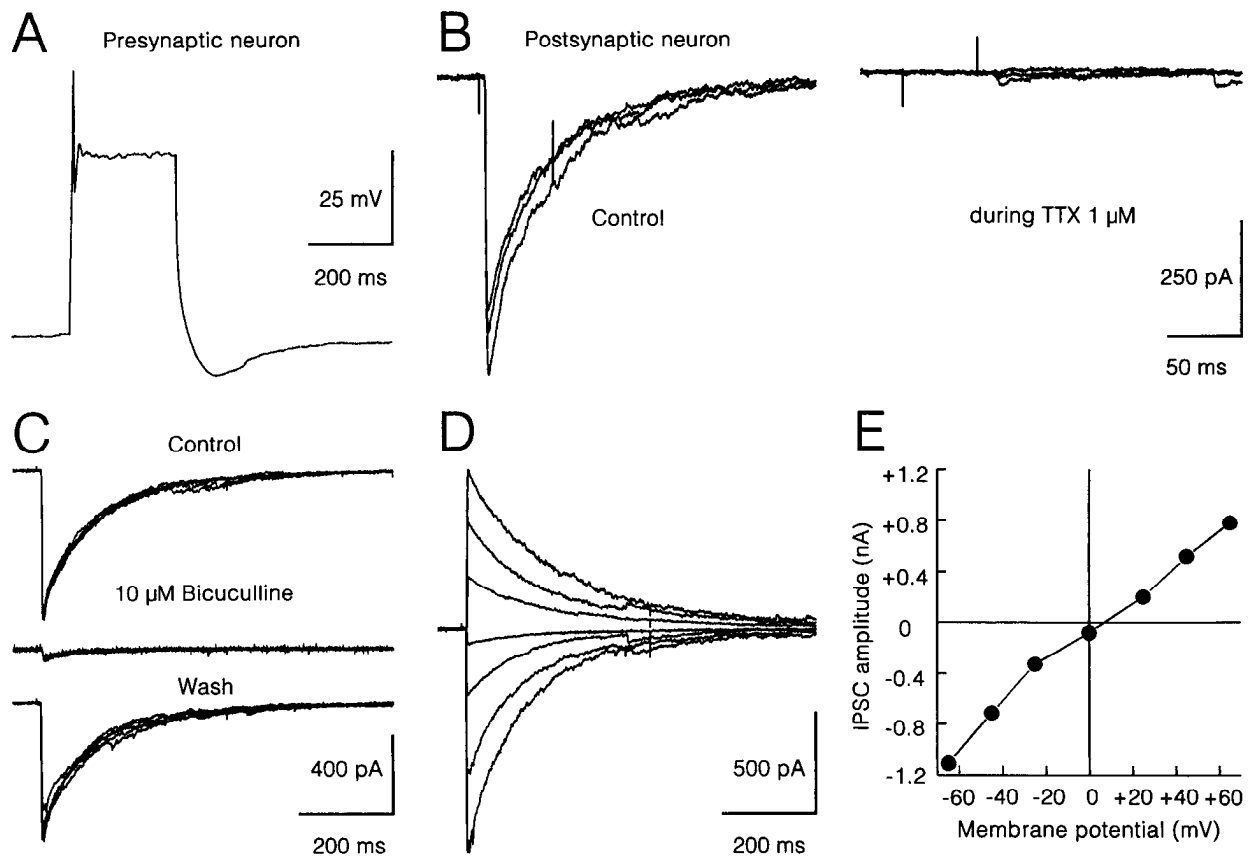 A
Presynaptic neuron
25 mV
200 ms
B
Postsynaptic neuron
Control
during TTX 1 µM
250 pA
50 ms
C
Control
10 µM Bicuculline
Wash
400 pA
200 ms
D
500 pA
200 ms
E
IPSC amplitude (nA)
+1.2
+0.8
+0.4
0
-0.4
-0.8
-1.2
-60 -40 -20 0 +20 +40 +60
Membrane potential (mV)